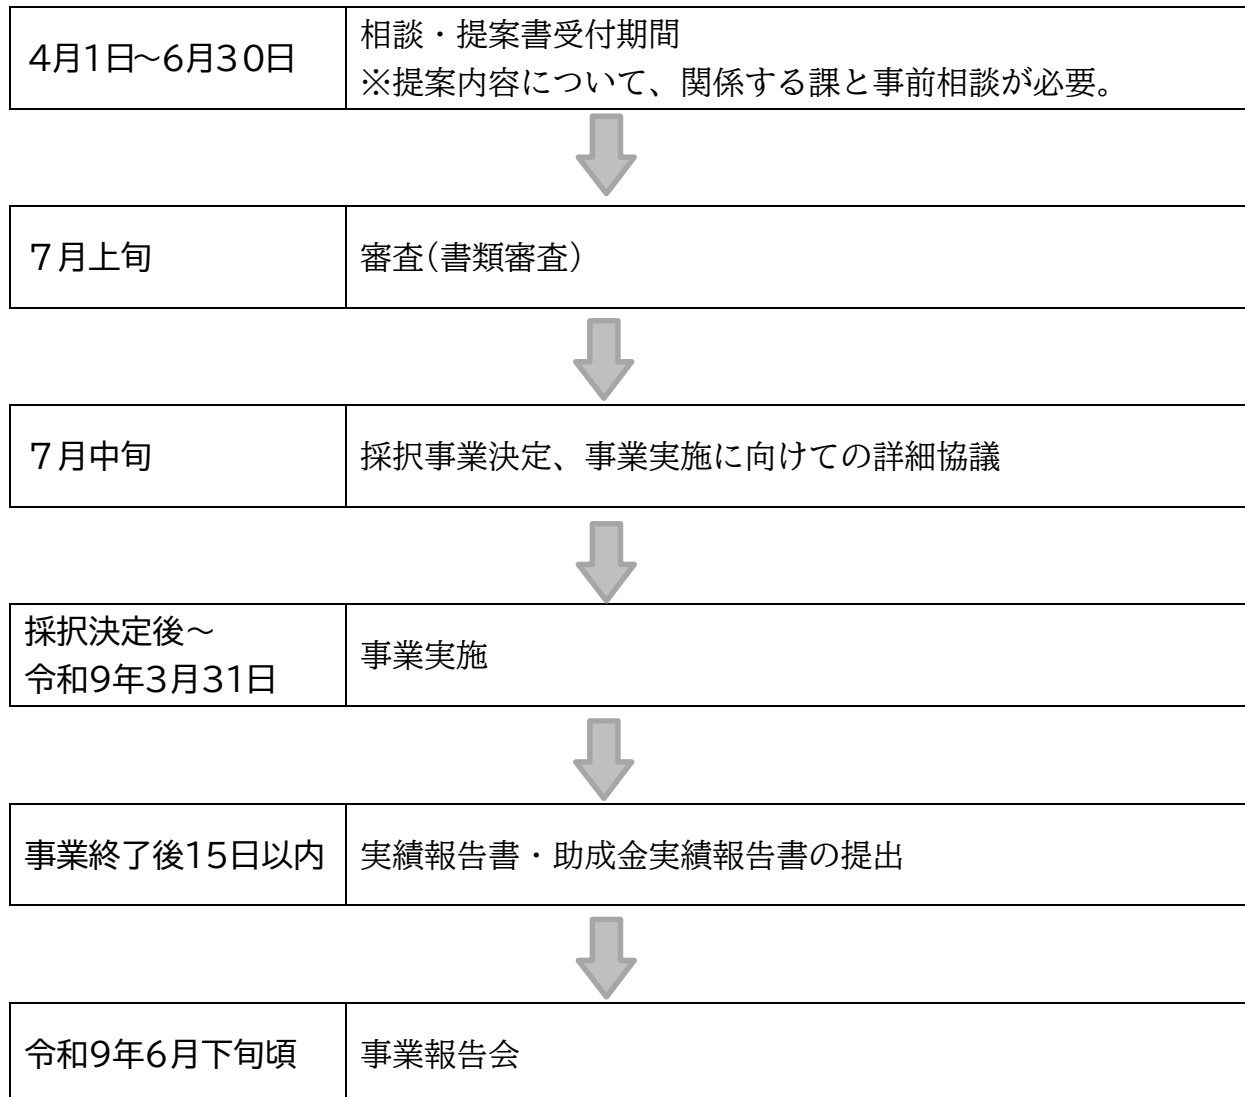 4月1日~6月30日
相談・提案書受付期間
※提案内容について、関係する課と事前相談が必要。
7月上旬
審査(書類審査)
7月中旬
採択事業決定、事業実施に向けての詳細協議
採択決定後~
令和9年3月31日
事業実施
事業終了後15日以内
実績報告書・助成金実績報告書の提出
令和9年6月下旬頃
事業報告会